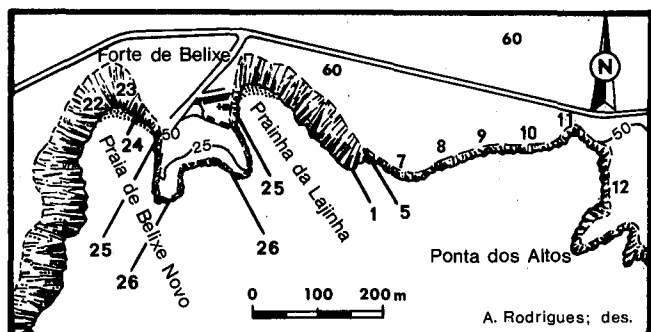 60
Forte de Belixe
60
N
23
22
24
50
25
Praia de Belixe Novo
Prainha da Lajinha
25
25
26
26
1
5
7
8
9
10
11
50
12
Ponta dos Altos
0 100 200 m
A. Rodrigues; des.